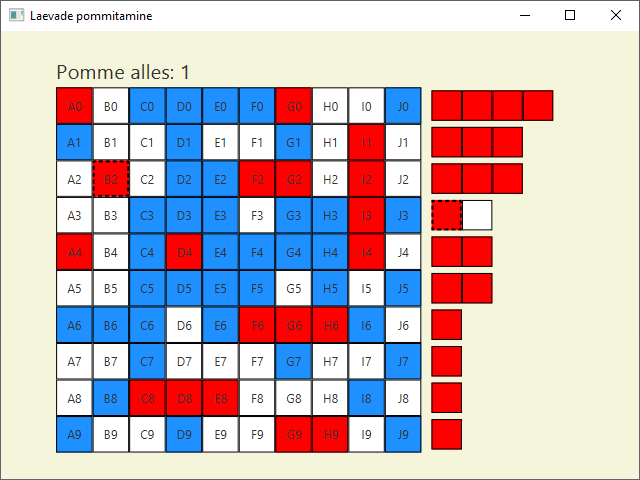 Laevade pommitamine
Pomme alles: 1
A0 B0 C0 D0 E0 F0 G0 H0 I0 J0
A1 B1 C1 D1 E1 F1 G1 H1 I1 J1
A2 B2 C2 D2 E2 F2 G2 H2 I2 J2
A3 B3 C3 D3 E3 F3 G3 H3 I3 J3
A4 B4 C4 D4 E4 F4 G4 H4 I4 J4
A5 B5 C5 D5 E5 F5 G5 H5 I5 J5
A6 B6 C6 D6 E6 F6 G6 H6 I6 J6
A7 B7 C7 D7 E7 F7 G7 H7 I7 J7
A8 B8 C8 D8 E8 F8 G8 H8 I8 J8
A9 B9 C9 D9 E9 F9 G9 H9 I9 J9